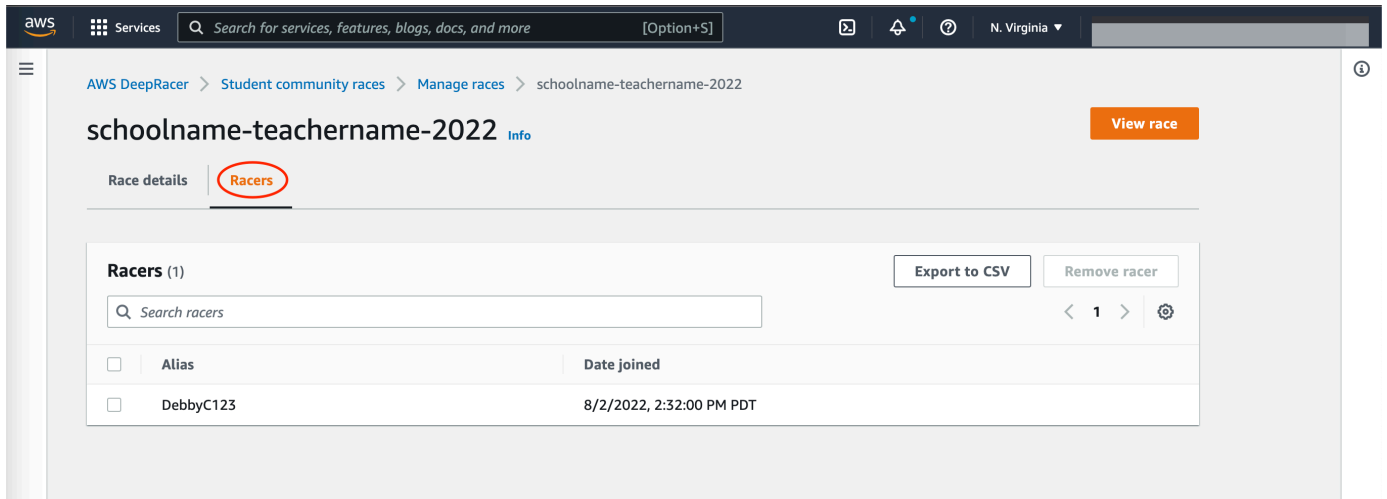 aws Services Search for services, features, blogs, docs, and more [Option+S] N. Virginia ▼
AWS DeepRacer > Student community races > Manage races > schoolname-teachername-2022
schoolname-teachername-2022 Info View race
Race details Racers
Racers (1) Export to CSV Remove racer
Search racers < 1 >
Alias Date joined
DebbyC123 8/2/2022, 2:32:00 PM PDT